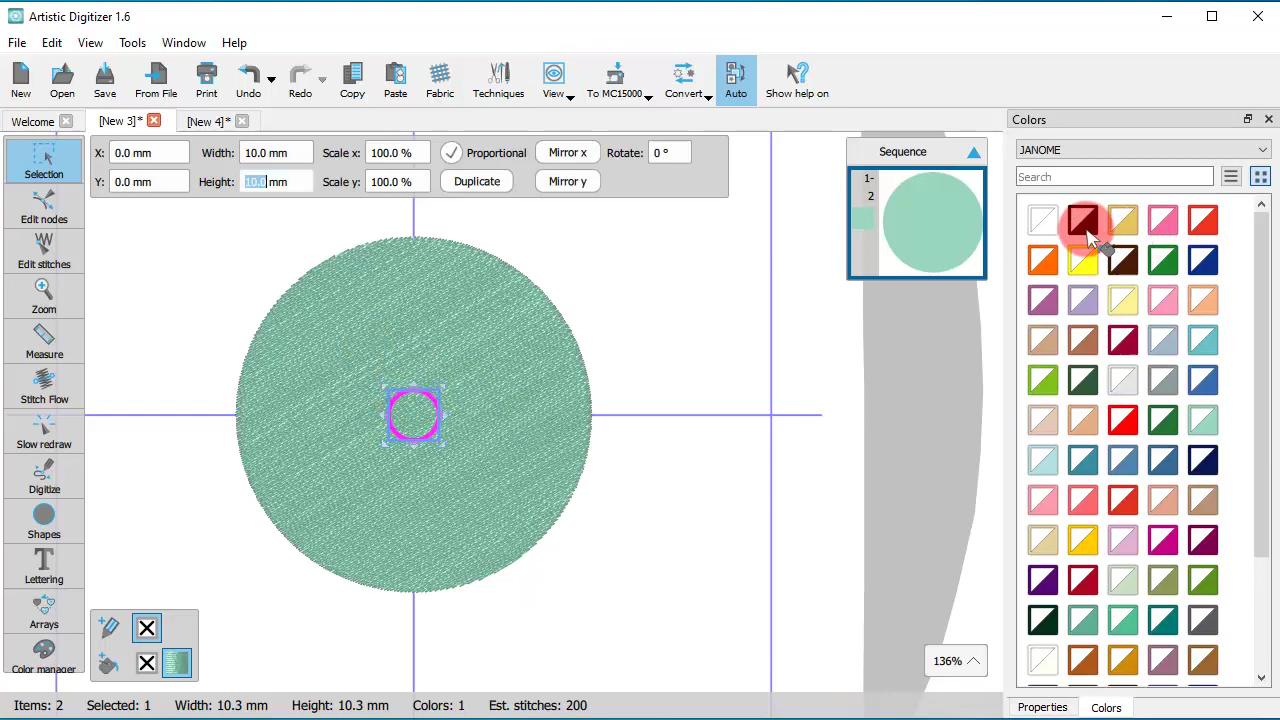 Artistic Digitizer 1.6
File Edit View Tools Window Help
New Open Save From File Print Undo Redo Copy Paste Fabric Techniques View To MC15000 Convert Auto Show help on
Welcome [New 3]* [New 4]*
Colors
X: 0.0 mm Width: 10.0 mm Scale x: 100.0 % Proportional Mirror x Rotate: 0 °
Y: 0.0 mm Height: 10.0 mm Scale y: 100.0 % Duplicate Mirror y
Sequence
1-
2
JANOME
Search
Selection
Edit nodes
Edit stitches
Zoom
Measure
Stitch Flow
Slow redraw
Digitize
Shapes
Lettering
Arrays
Color manager
136%
Items: 2 Selected: 1 Width: 10.3 mm Height: 10.3 mm Colors: 1 Est. stitches: 200
Properties Colors